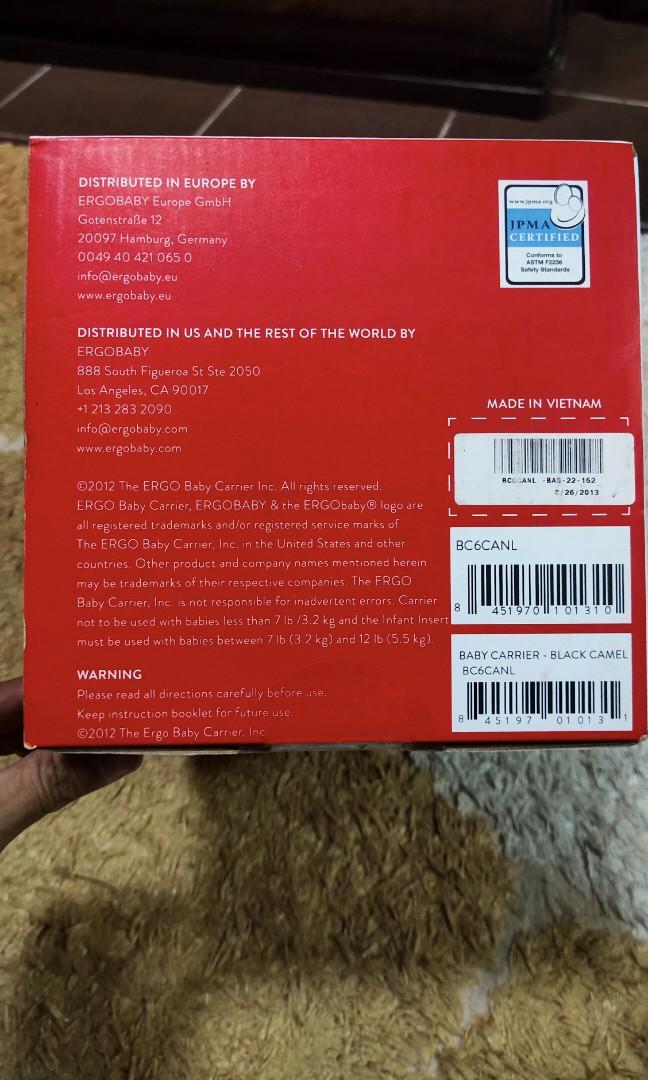 DISTRIBUTED IN EUROPE BY
ERGOBABY Europe GmbH
Gotenstraße 12
20097 Hamburg, Germany
0049 40 421 065 0
info@ergobaby.eu
www.ergobaby.eu
DISTRIBUTED IN US AND THE REST OF THE WORLD BY
ERGOBABY
888 South Figueroa St Ste 2050
Los Angeles, CA 90017
+1 213 283 2090
info@ergobaby.com
www.ergobaby.com
©2012 The ERGO Baby Carrier Inc. All rights reserved.
ERGO Baby Carrier, ERGOBABY & the ERGObaby® logo are
all registered trademarks and/or registered service marks of
The ERGO Baby Carrier, Inc. in the United States and other
countries. Other product and company names mentioned herein
may be trademarks of their respective companies. The ERGO
Baby Carrier, Inc. is not responsible for inadvertent errors. Carrier
not to be used with babies less than 7 lb /3.2 kg and the Infant Insert
must be used with babies between 7 lb (3.2 kg) and 12 lb (5.5 kg).
WARNING
Please read all directions carefully before use.
Keep instruction booklet for future use.
©2012 The Ergo Baby Carrier, Inc.
www.jpma.org
JPMA
CERTIFIED
Conforms to
ASTM F2236
Safety Standards
MADE IN VIETNAM
BC6CANL -BAG-22-152
/26/2013
BC6CANL
8 451970 101310
BABY CARRIER - BLACK CAMEL
BC6CANL
8 45197 01013 1